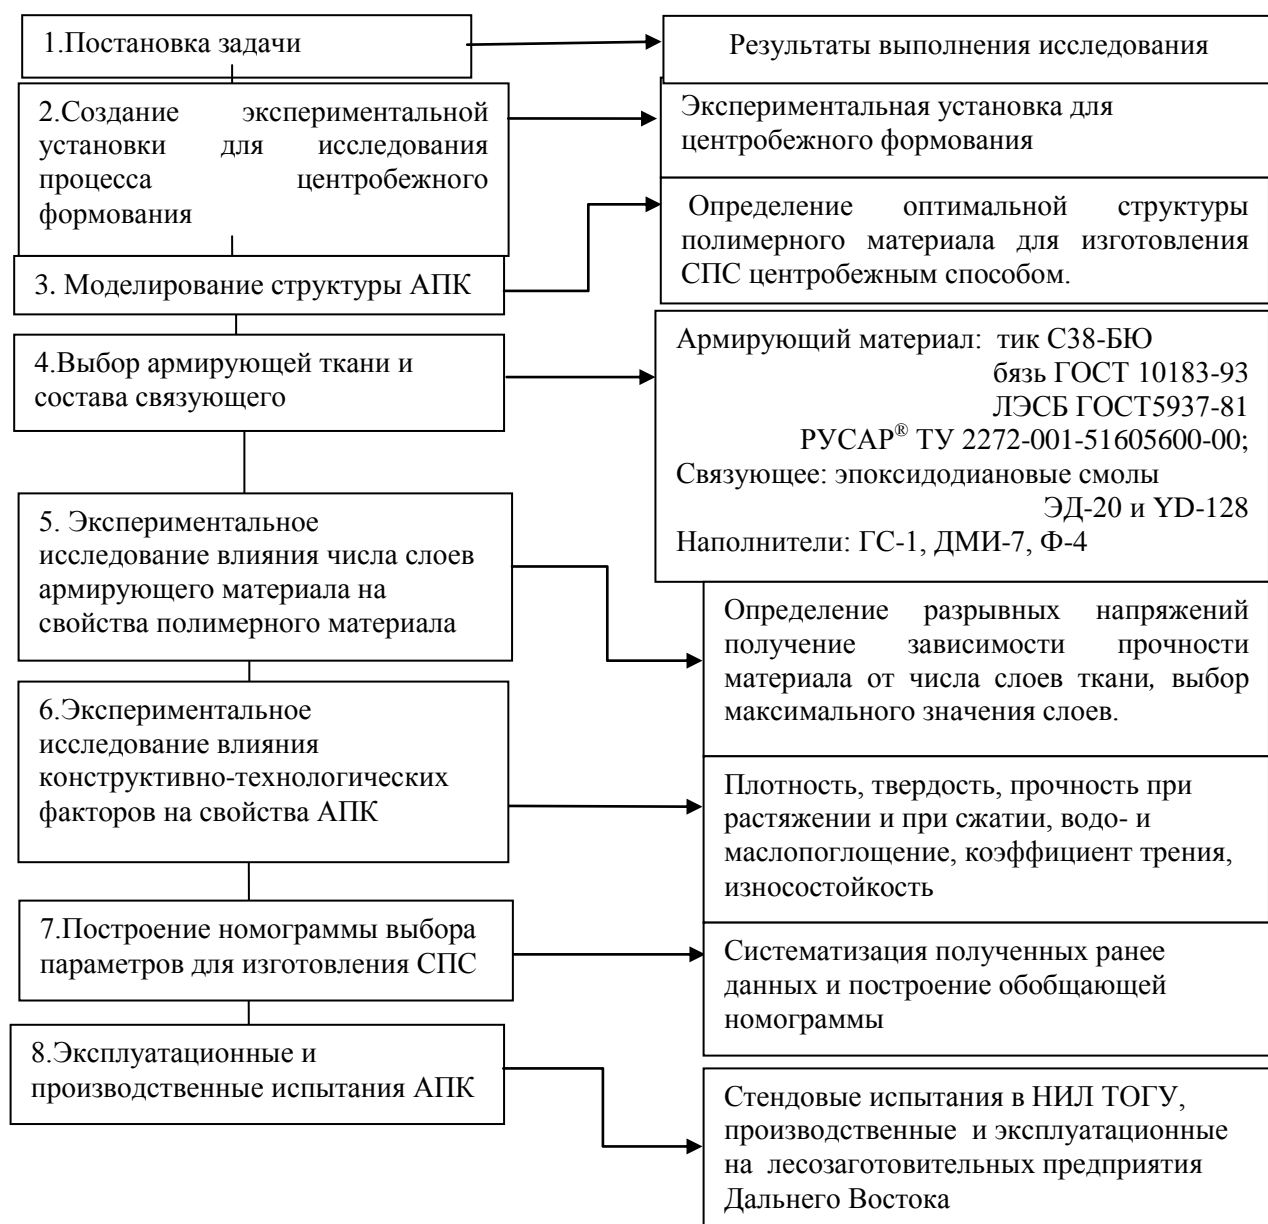 1.Постановка задачи
Результаты выполнения исследования
2.Создание экспериментальной
установки для исследования
процесса центробежного
формования
Экспериментальная установка для
центробежного формования
3. Моделирование структуры АПК
Определение оптимальной структуры
полимерного материала для изготовления
СПС центробежным способом.
4.Выбор армирующей ткани и
состава связующего
Армирующий материал: тик С38-БЮ
бязь ГОСТ 10183-93
ЛЭСБ ГОСТ5937-81
РУСАР® ТУ 2272-001-51605600-00;
Связующее: эпоксидодиановые смолы
ЭД-20 и YD-128
Наполнители: ГС-1, ДМИ-7, Ф-4
5. Экспериментальное
исследование влияния числа слоев
армирующего материала на
свойства полимерного материала
Определение разрывных напряжений
получение зависимости прочности
материала от числа слоев ткани, выбор
максимального значения слоев.
6.Экспериментальное
исследование влияния
конструктивно-технологических
факторов на свойства АПК
Плотность, твердость, прочность при
растяжении и при сжатии, водо- и
маслопоглощение, коэффициент трения,
износостойкость
7.Построение номограммы выбора
параметров для изготовления СПС
Систематизация полученных ранее
данных и построение обобщающей
номограммы
8.Эксплуатационные и
производственные испытания АПК
Стендовые испытания в НИЛ ТОГУ,
производственные и эксплуатационные
на лесозаготовительных предприятия
Дальнего Востока